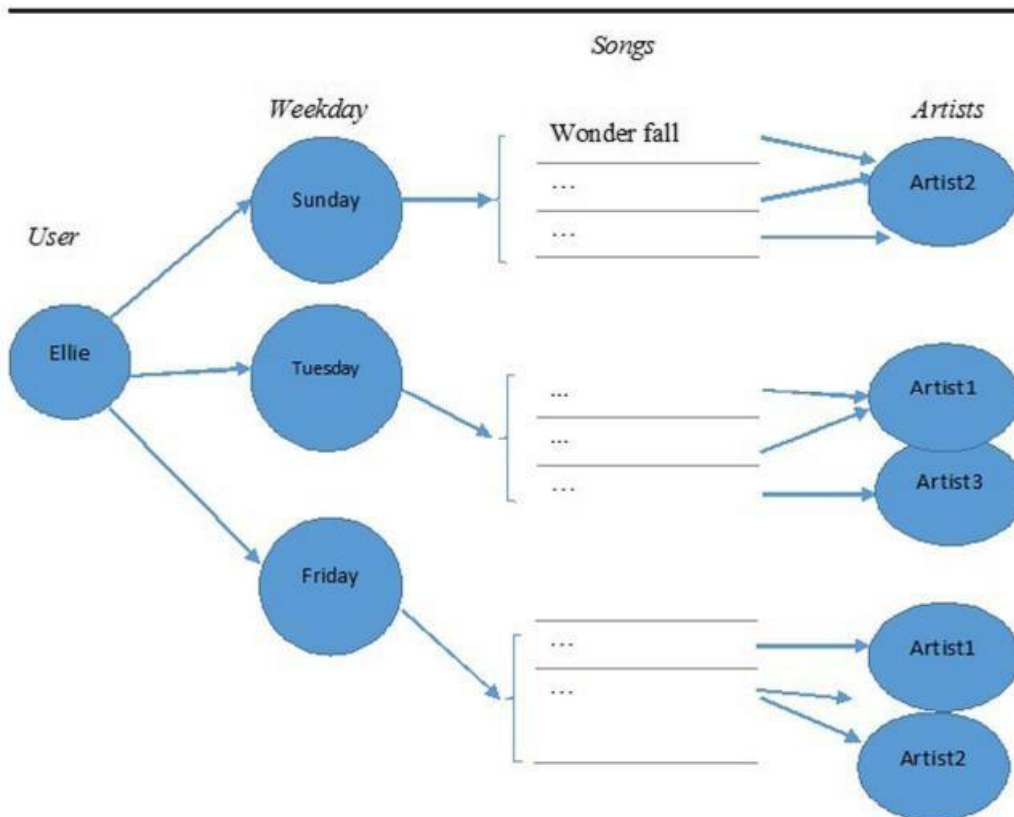 Songs
Weekday
Artists
User
Wonder fall
...
...
Sunday
Artist2
Ellie
Tuesday
...
...
...
Artist1
Artist3
Friday
...
...
Artist1
Artist2